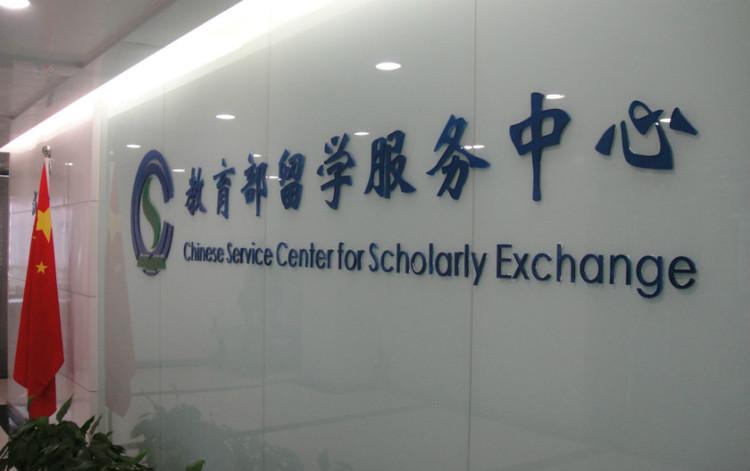 教育部留学服务中心
Chinese Service Center for Scholarly Exchange